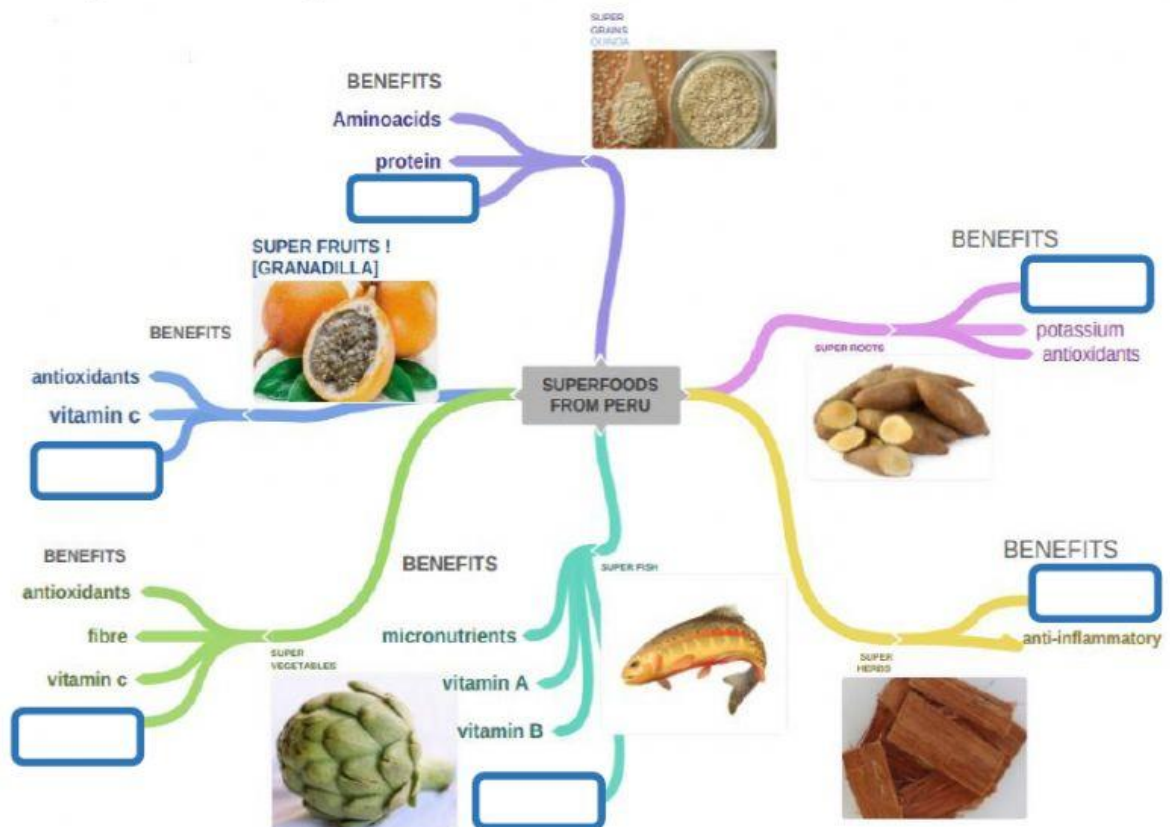 SUPER
GRAINS
QUINOA
BENEFITS
Aminoacids
protein
SUPER FRUITS !
[GRANADILLA]
BENEFITS
antioxidants
vitamin c
BENEFITS
potassium
antioxidants
SUPER ROOTS
SUPERFOODS
FROM PERU
BENEFITS
antioxidants
fibre
vitamin c
SUPER
VEGETABLES
BENEFITS
SUPER FISH
micronutrients
vitamin A
vitamin B
BENEFITS
anti-inflammatory
SUPER
HERBS